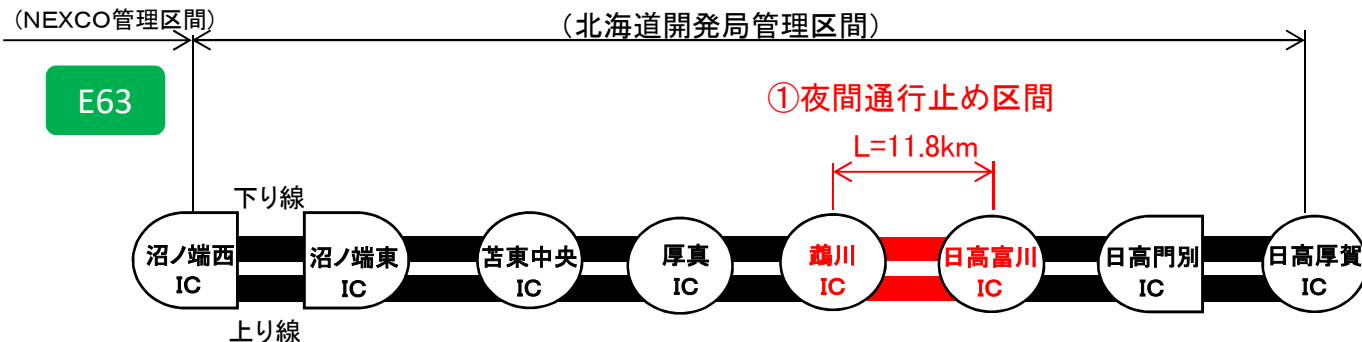 (NEXCO管理区間)
(北海道開発局管理区間)
E63
①夜間通行止め区間
L=11.8km
下り線
沼ノ端西
IC
沼ノ端東
IC
苫東中央
IC
厚真
IC
鵡川
IC
日高富川
IC
日高門別
IC
日高厚賀
IC
上り線